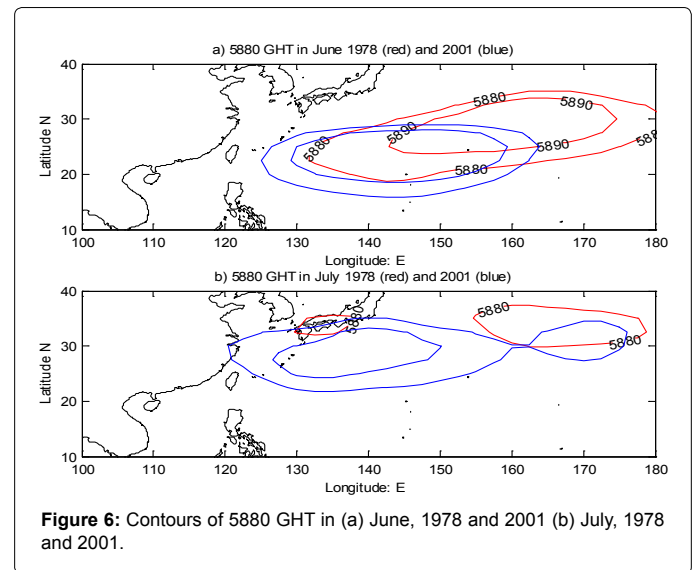 a) 5880 GHT in June 1978 (red) and 2001 (blue)
40
30
20
10
Latitude N
5880
5890
5890
5880
5890
5880
588
100 110 120 130 140 150 160 170 180
Longitude: E
b) 5880 GHT in July 1978 (red) and 2001 (blue)
40
30
20
10
Latitude N
5880
5880
5880
100 110 120 130 140 150 160 170 180
Longitude: E
Figure 6: Contours of 5880 GHT in (a) June, 1978 and 2001 (b) July, 1978
and 2001.